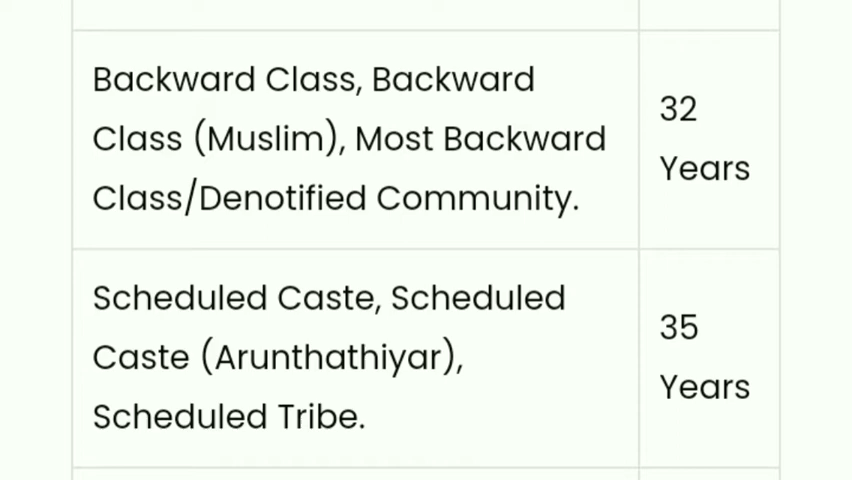 Backward Class, Backward
Class (Muslim), Most Backward
Class/Denotified Community.
32
Years
Scheduled Caste, Scheduled
Caste (Arunthathiyar),
Scheduled Tribe.
35
Years